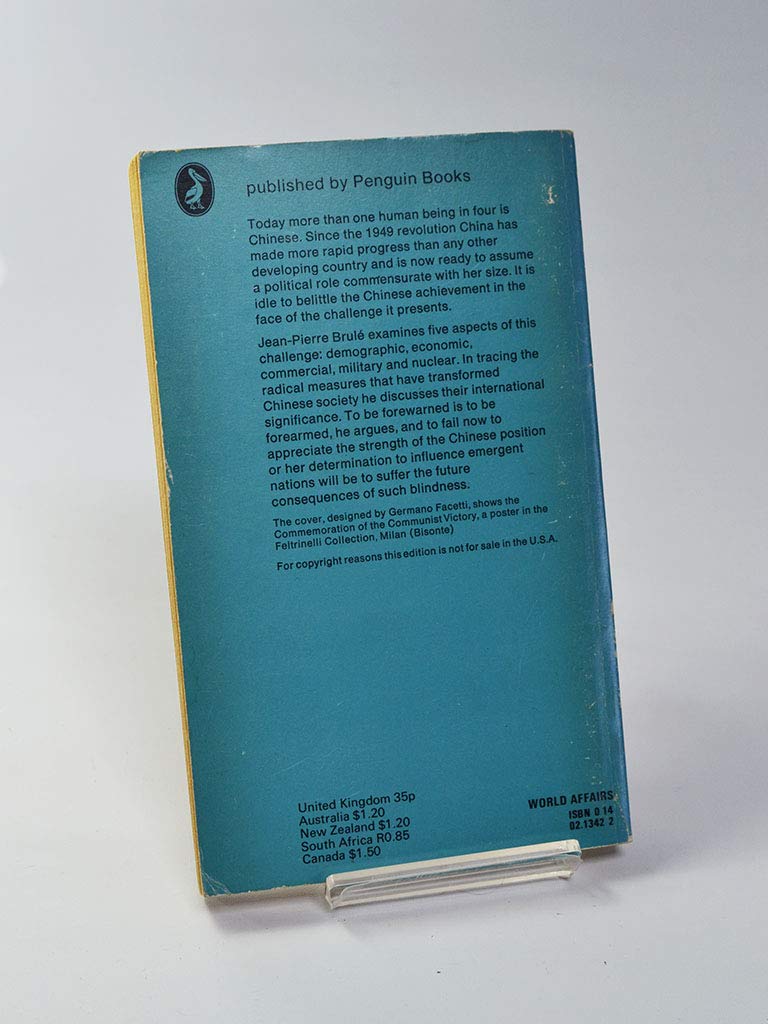 published by Penguin Books
Today more than one human being in four is
Chinese. Since the 1949 revolution China has
made more rapid progress than any other
developing country and is now ready to assume
a political role commensurate with her size. It is
idle to belittle the Chinese achievement in the
face of the challenge it presents.
Jean-Pierre Brulé examines five aspects of this
challenge: demographic, economic,
commercial, military and nuclear. In tracing the
radical measures that have transformed
Chinese society he discusses their international
significance. To be forewarned is to be
forearmed, he argues, and to fail now to
appreciate the strength of the Chinese position
or her determination to influence emergent
nations will be to suffer the future
consequences of such blindness.
The cover, designed by Germano Facetti, shows the
Commemoration of the Communist Victory, a poster in the
Feltrinelli Collection, Milan (Bisonte)
For copyright reasons this edition is not for sale in the U.S.A.
United Kingdom 35p
Australia $1.20
New Zealand $1.20
South Africa R0.85
Canada $1.50
WORLD AFFAIRS
ISBN 0 14
02.1342 2